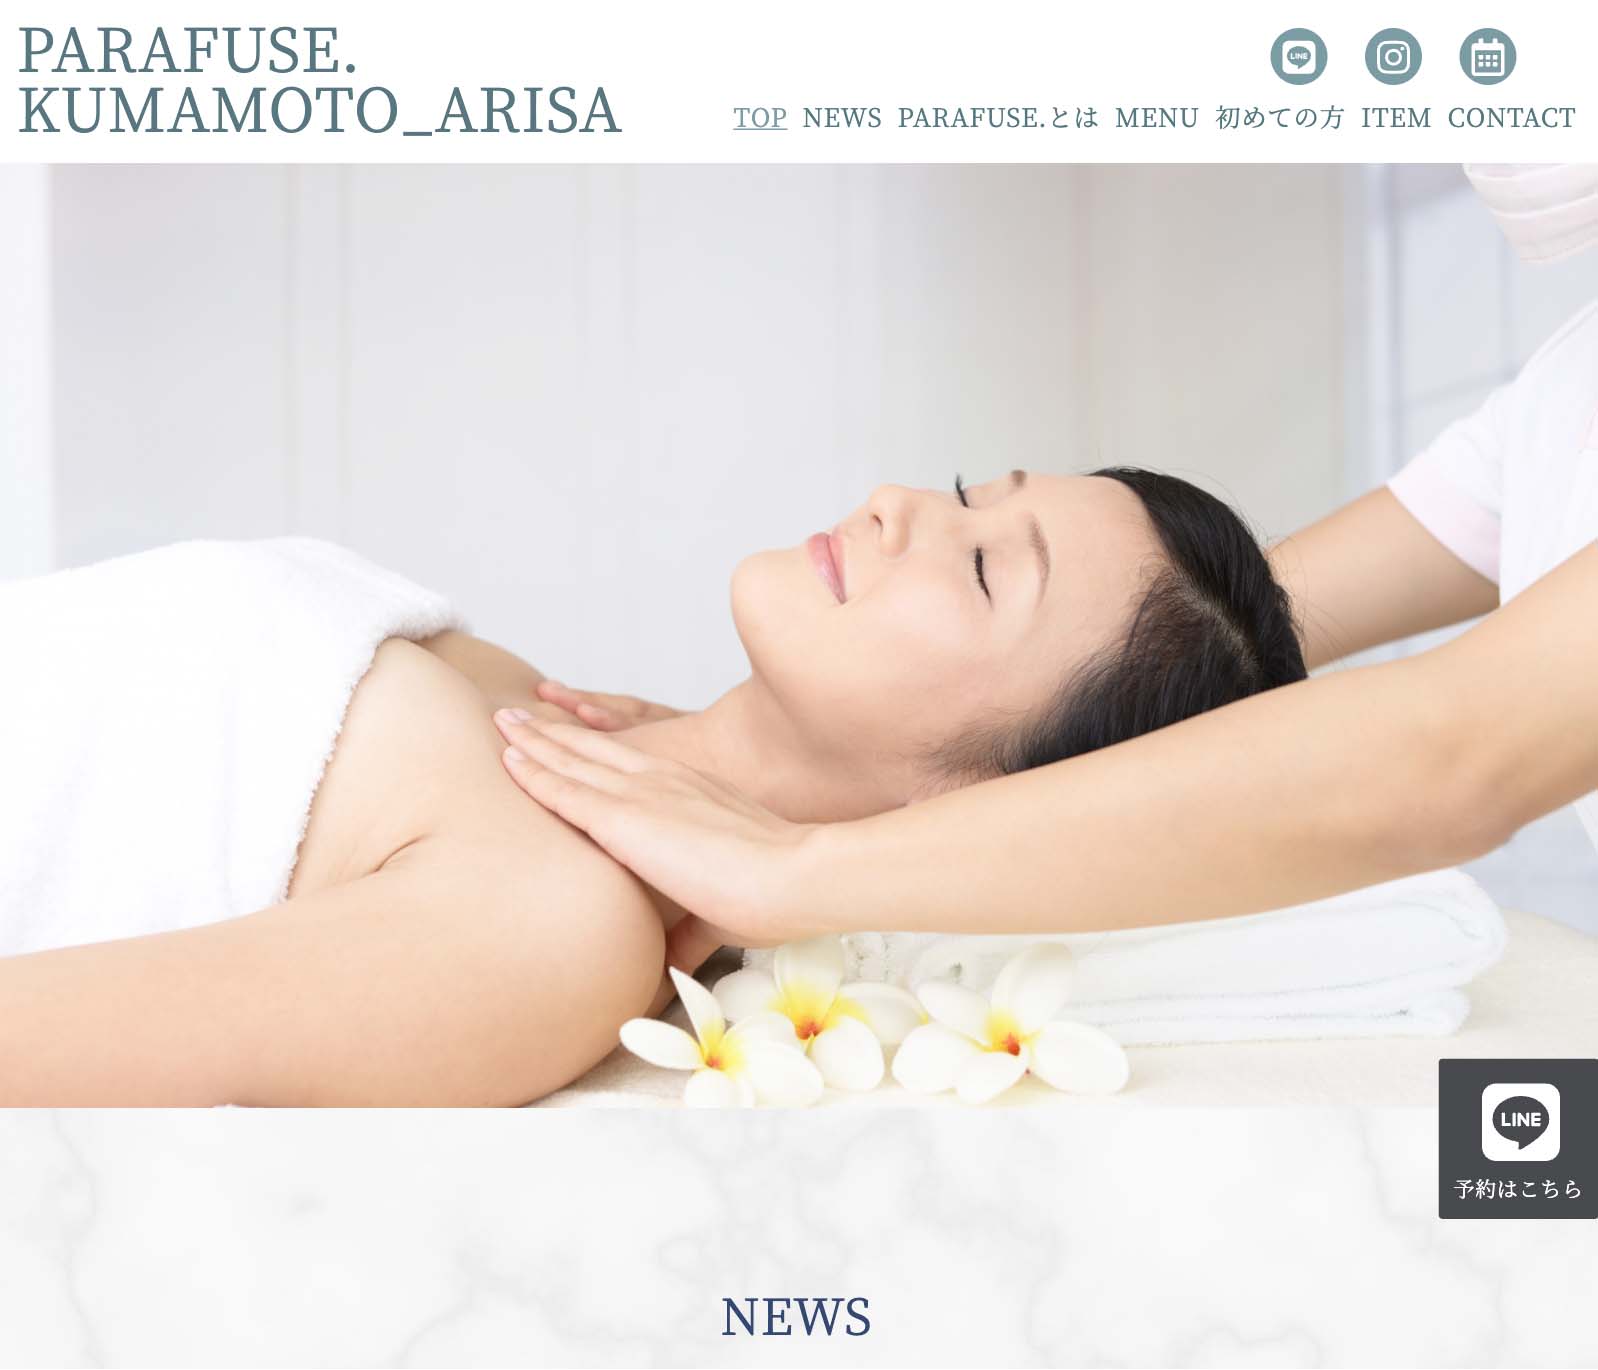 PARAFUSE.
KUMAMOTO_ARISA
LINE
TOP NEWS PARAFUSE.とは MENU 初めての方 ITEM CONTACT
LINE
予約はこちら
NEWS